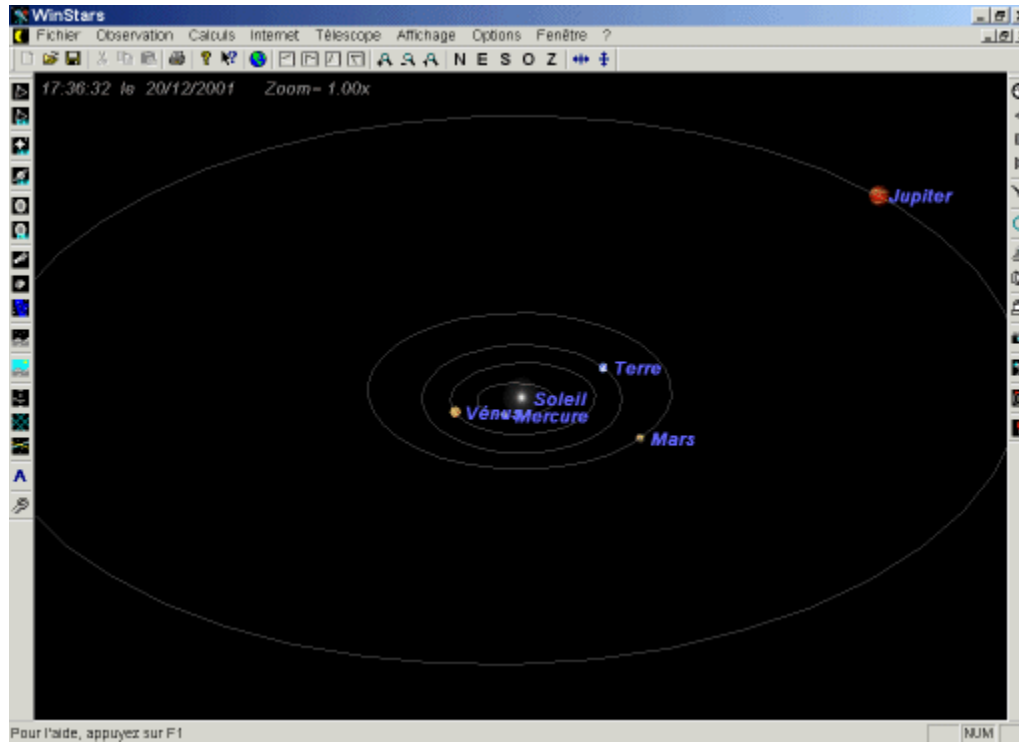 WinStars
Fichier Observation Calculs Internet Télescope Affichage Options Fenêtre ?
N E S O Z
17:36:32 le 20/12/2001 Zoom= 1.00x
Jupiter
Terre
Soleil
Vénus Mercure
Mars
A
Pour l'aide, appuyez sur F1 NUM